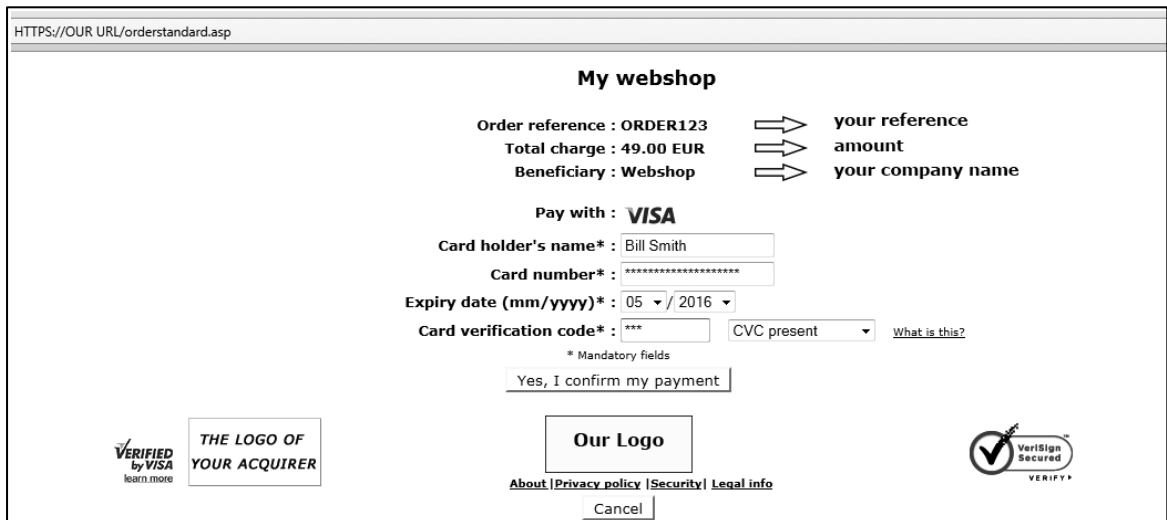 HTTPS://OUR URL/orderstandard.asp
My webshop
Order reference : ORDER123 your reference
Total charge : 49.00 EUR amount
Beneficiary : Webshop your company name
Pay with : VISA
Card holder's name* : Bill Smith
Card number* : ********************
Expiry date (mm/yyyy)* : 05 / 2016
Card verification code* : *** CVC present What is this?
* Mandatory fields
Yes, I confirm my payment
VERIFIED
by VISA
learn more
THE LOGO OF
YOUR ACQUIRER
Our Logo
VeriSign
Secured
VERIFY
About |Privacy policy |Security| Legal info
Cancel